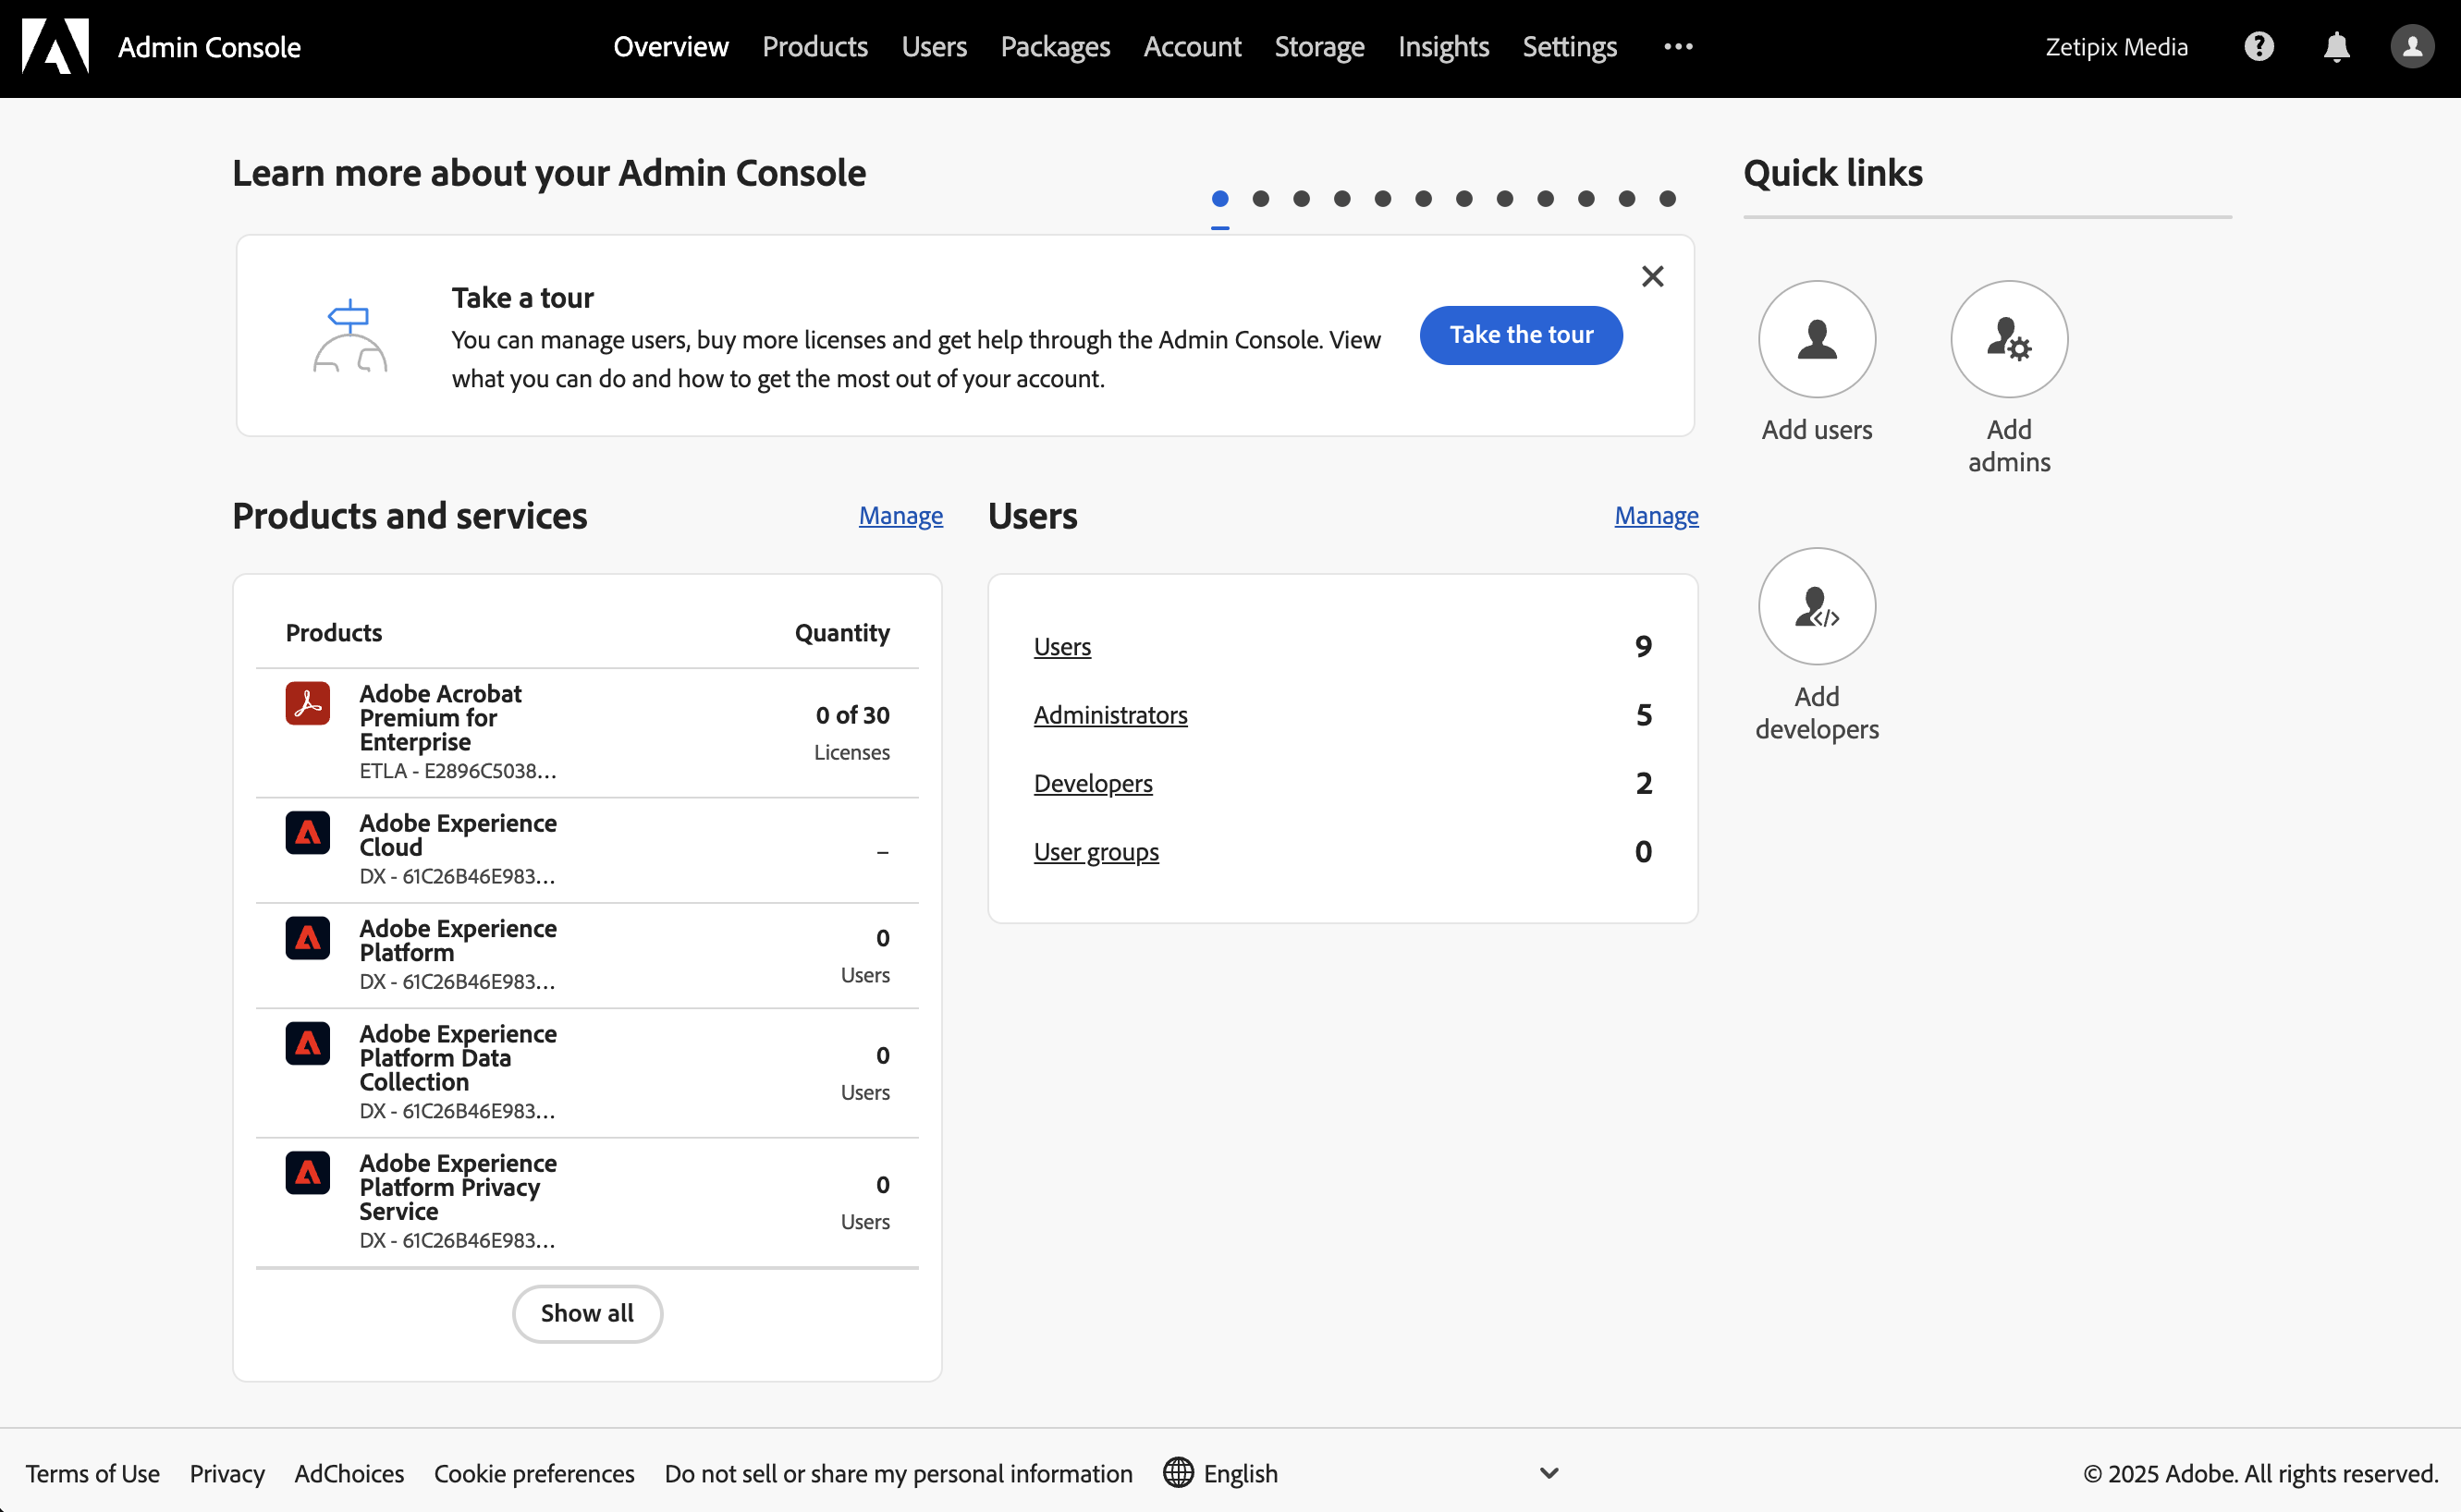 Admin Console
Overview Products Users Packages Account Storage Insights Settings
Zetipix Media
Learn more about your Admin Console
Take a tour
You can manage users, buy more licenses and get help through the Admin Console. View
what you can do and how to get the most out of your account.
Take the tour
Quick links
Add users
Add
admins
Add
developers
Products and services
Manage
Products Quantity
Adobe Acrobat
Premium for
Enterprise
ETLA - E2896C5038...
0 of 30
Licenses
Adobe Experience
Cloud
DX - 61C26B46E983...
–
Adobe Experience
Platform
DX - 61C26B46E983...
0
Users
Adobe Experience
Platform Data
Collection
DX - 61C26B46E983...
0
Users
Adobe Experience
Platform Privacy
Service
DX - 61C26B46E983...
0
Users
Show all
Users
Manage
Users 9
Administrators 5
Developers 2
User groups 0
Terms of Use Privacy AdChoices Cookie preferences Do not sell or share my personal information English
© 2025 Adobe. All rights reserved.